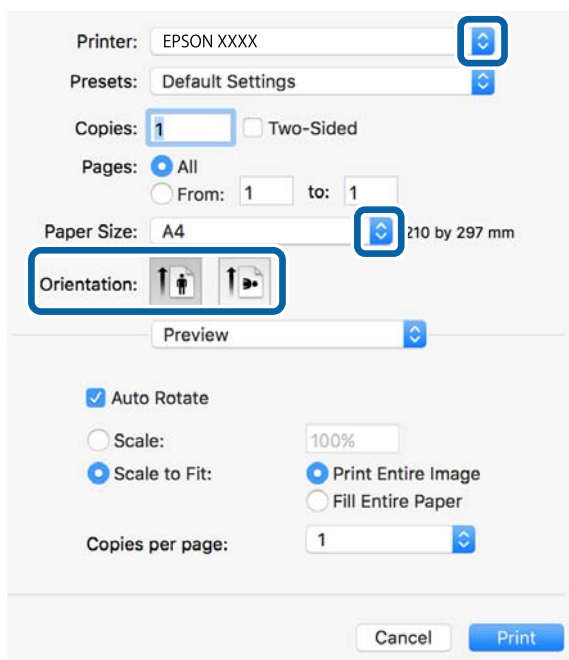 Printer: EPSON XXXX
Presets: Default Settings
Copies: 1 Two-Sided
Pages: All
From: 1 to: 1
Paper Size: A4 210 by 297 mm
Orientation:
Preview
Auto Rotate
Scale: 100%
Scale to Fit: Print Entire Image
Fill Entire Paper
Copies per page: 1
Cancel Print